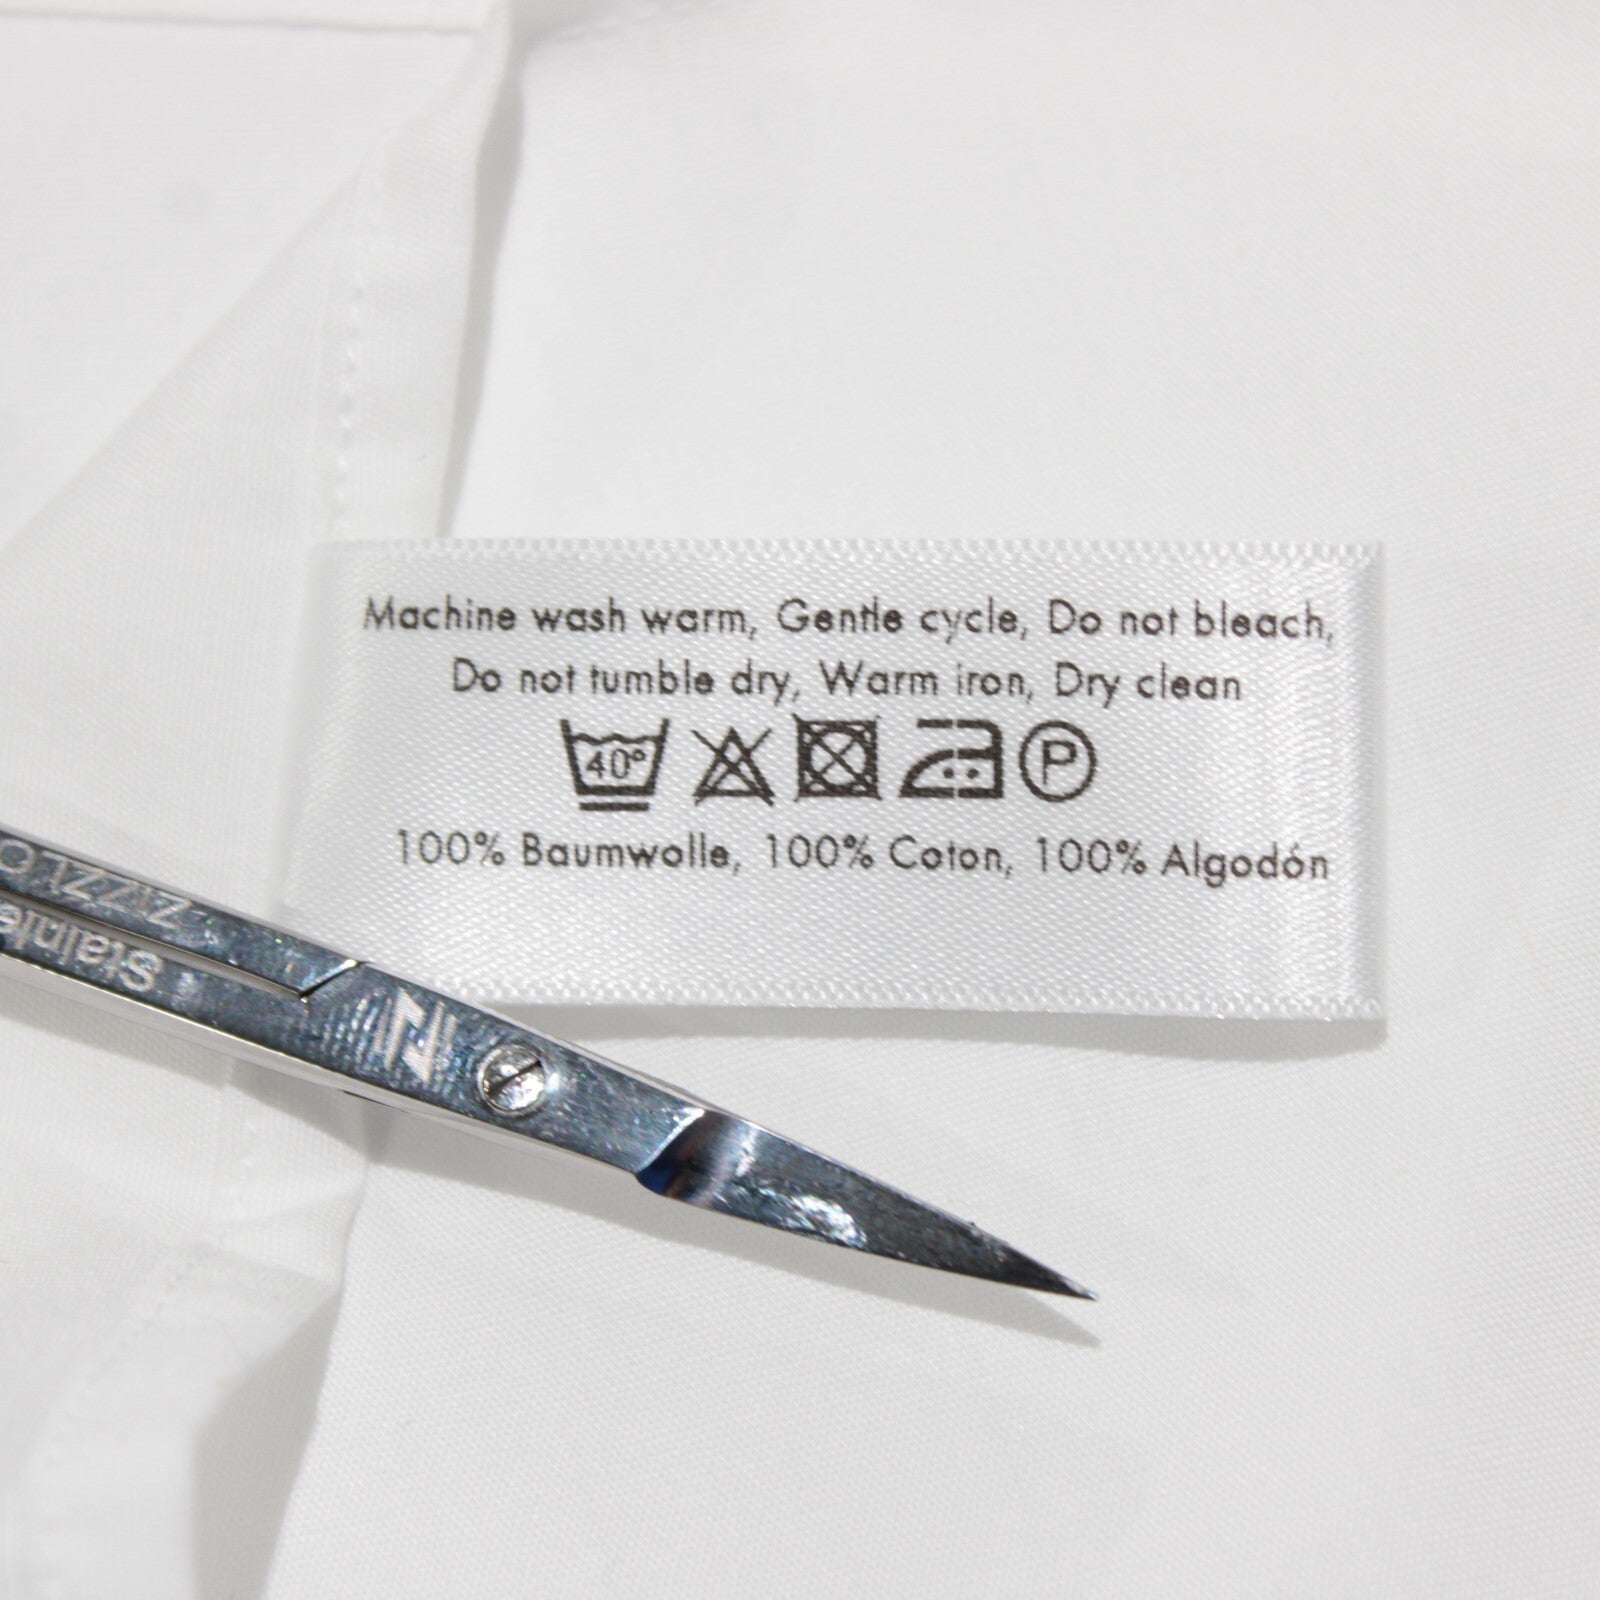 Machine wash warm, Gentle cycle, Do not bleach,
Do not tumble dry, Warm iron, Dry clean
40° P
100% Baumwolle, 100% Coton, 100% Algodón
ZIZZI